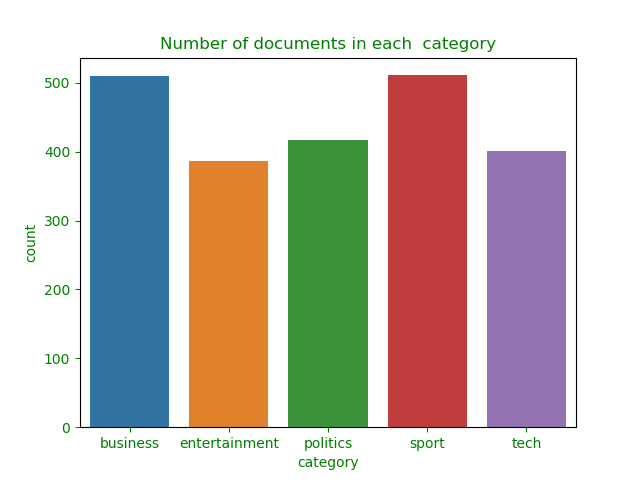 Number of documents in each  category
500
400
300
200
100
0
count
business entertainment politics sport tech
category